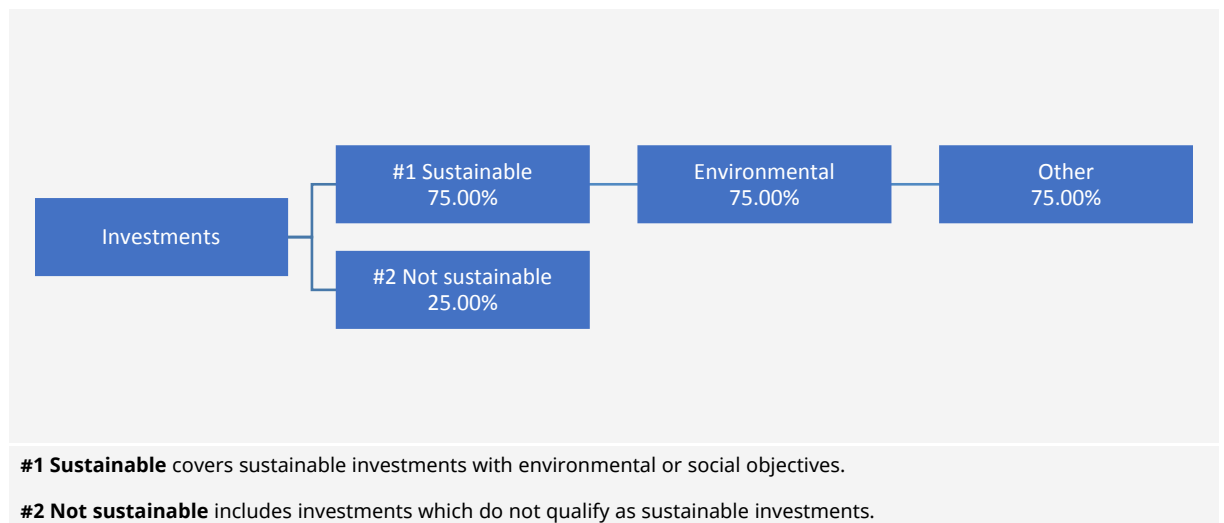 #1 Sustainable
75.00%
Environmental
75.00%
Other
75.00%
Investments
#2 Not sustainable
25.00%
#1 Sustainable covers sustainable investments with environmental or social objectives.
#2 Not sustainable includes investments which do not qualify as sustainable investments.